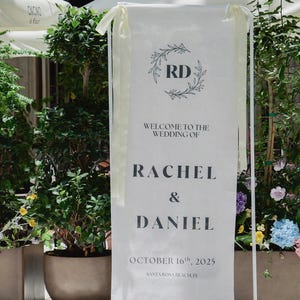 RD
WELCOME TO THE
WEDDING OF
RACHEL
&
DANIEL
OCTOBER 16th, 2025
SANTA ROSA BEACH, FL